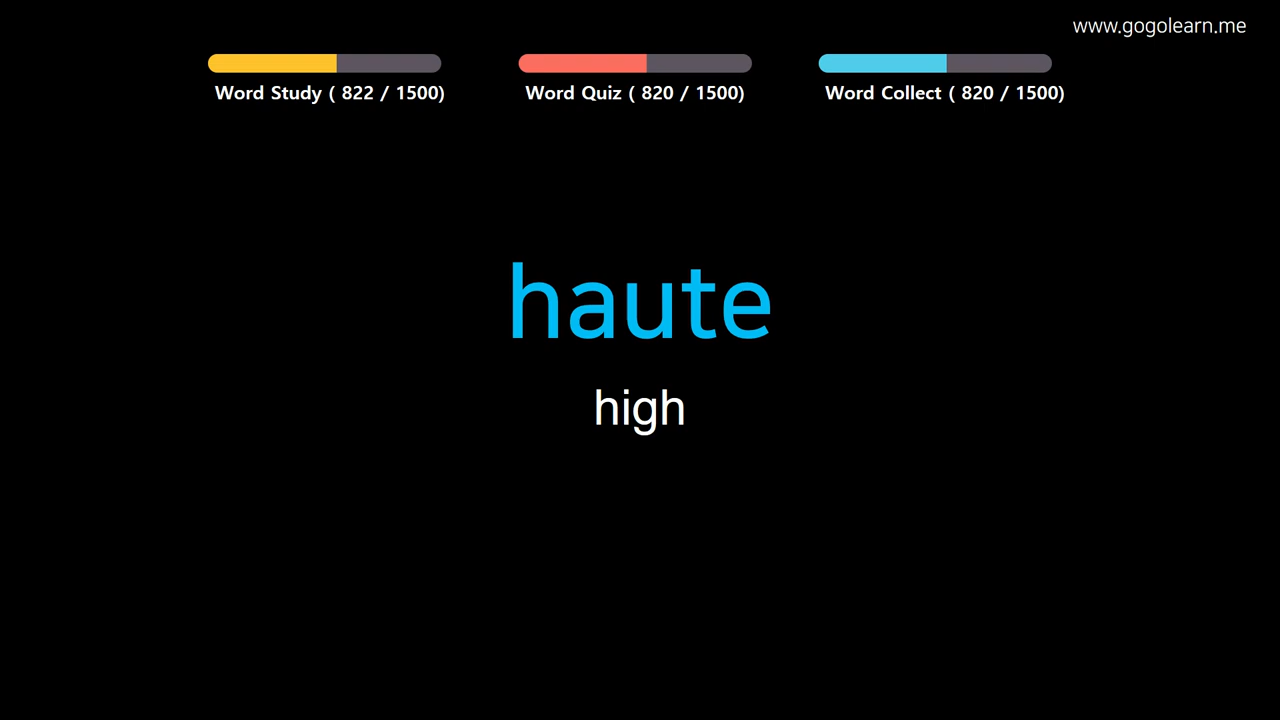 www.gogolearn.me
Word Study ( 822 / 1500)
Word Quiz ( 820 / 1500)
Word Collect ( 820 / 1500)
haute
high